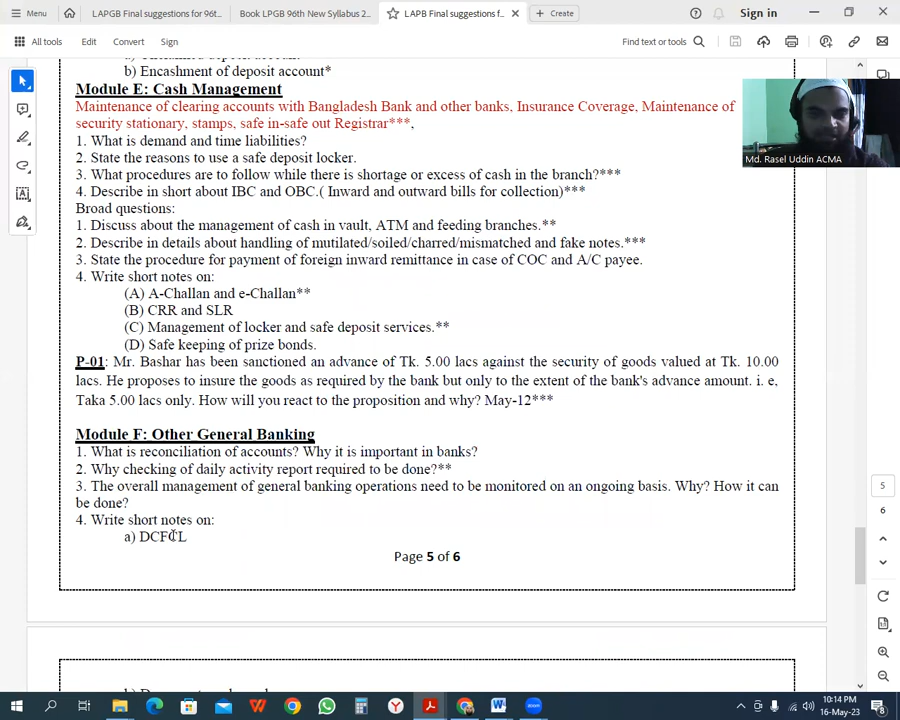 Menu
LAPGB Final suggestions for 96t...
Book LPGB 96th New Syllabus 2...
LAPB Final suggestions f...
Create
Sign in
All tools
Edit
Convert
Sign
Find text or tools
b) Encashment of deposit account*
Module E: Cash Management
Maintenance of clearing accounts with Bangladesh Bank and other banks, Insurance Coverage, Maintenance of
security stationary, stamps, safe in-safe out Registrar***,
1. What is demand and time liabilities?
2. State the reasons to use a safe deposit locker.
3. What procedures are to follow while there is shortage or excess of cash in the branch?***
4. Describe in short about IBC and OBC.( Inward and outward bills for collection)***
Broad questions:
1. Discuss about the management of cash in vault, ATM and feeding branches.**
2. Describe in details about handling of mutilated/soiled/charred/mismatched and fake notes.***
3. State the procedure for payment of foreign inward remittance in case of COC and A/C payee.
4. Write short notes on:
(A) A-Challan and e-Challan**
(B) CRR and SLR
(C) Management of locker and safe deposit services.**
(D) Safe keeping of prize bonds.
P-01: Mr. Bashar has been sanctioned an advance of Tk. 5.00 lacs against the security of goods valued at Tk. 10.00
lacs. He proposes to insure the goods as required by the bank but only to the extent of the bank's advance amount. i. e,
Taka 5.00 lacs only. How will you react to the proposition and why? May-12***
Module F: Other General Banking
1. What is reconciliation of accounts? Why it is important in banks?
2. Why checking of daily activity report required to be done?**
3. The overall management of general banking operations need to be monitored on an ongoing basis. Why? How it can
be done?
4. Write short notes on:
a) DCFCL
Page 5 of 6
Md. Rasel Uddin ACMA
5
6
10:14 PM
16-May-23
8